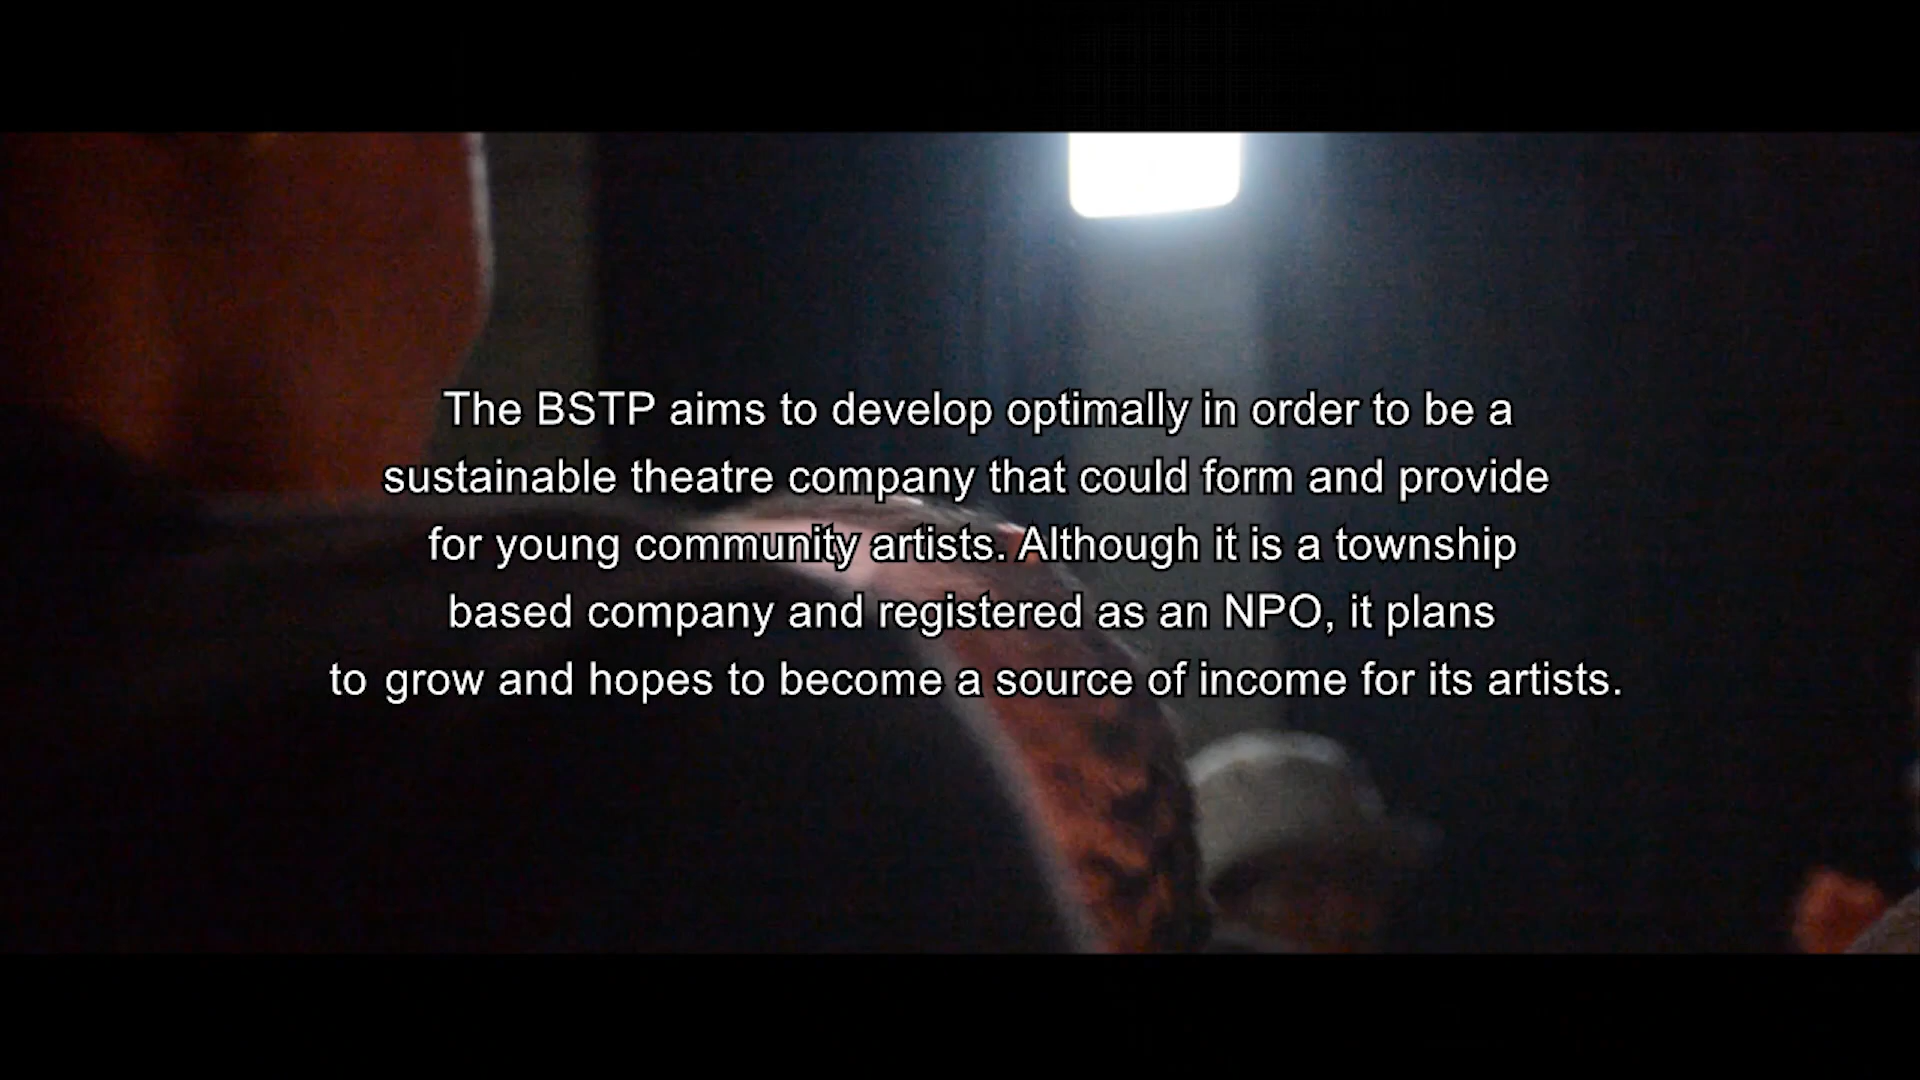 The BSTP aims to develop optimally in order to be a
sustainable theatre company that could form and provide
for young community artists. Although it is a township
based company and registered as an NPO, it plans
to grow and hopes to become a source of income for its artists.